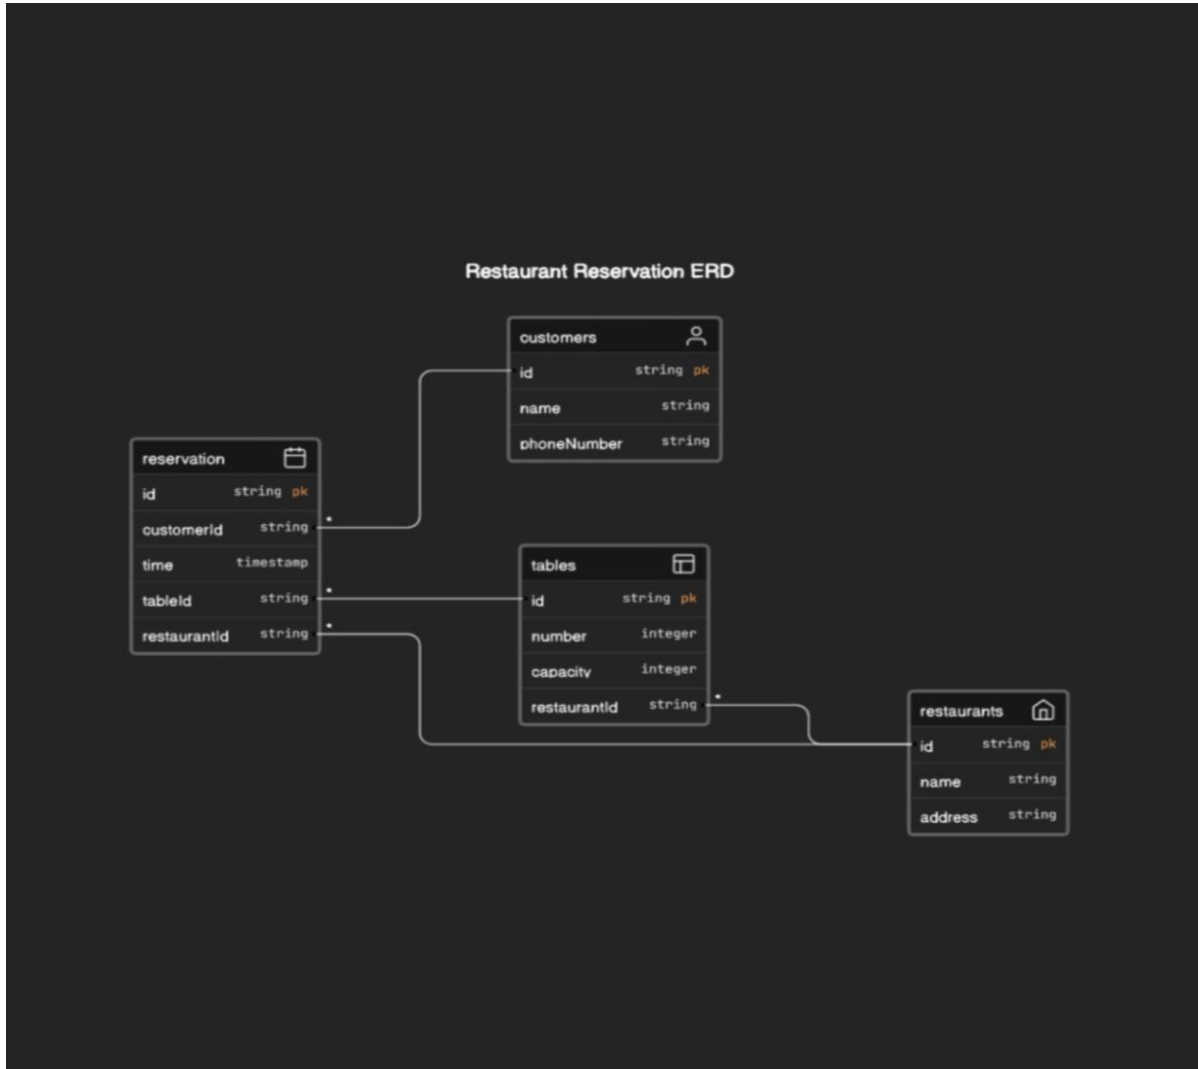 Restaurant Reservation ERD
customers
id string pk
name string
phoneNumber string
reservation
id string pk
customerId string
time timestamp
tableId string
restaurantId string
tables
id string pk
number integer
capacity integer
restaurantId string
restaurants
id string pk
name string
address string